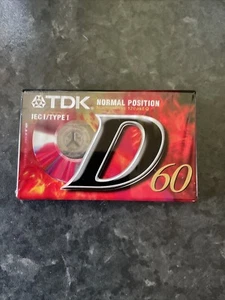 TDK NORMAL POSITION
IEC I/TYPE I
D 60